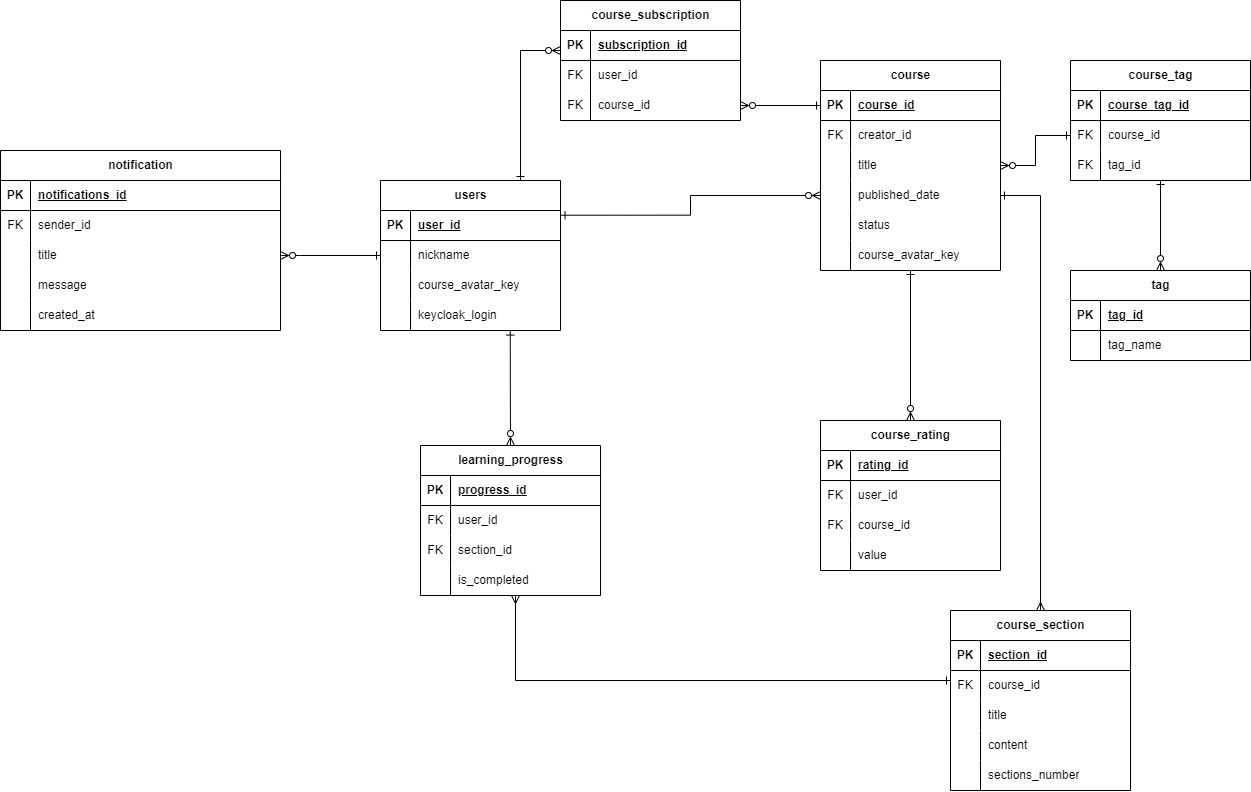 course_subscription
PK subscription_id
FK user_id
FK course_id
course
PK course_id
FK creator_id
title
published_date
status
course_avatar_key
course_tag
PK course_tag_id
FK course_id
FK tag_id
notification
PK notifications_id
FK sender_id
title
message
created_at
users
PK user_id
nickname
course_avatar_key
keycloak_login
tag
PK tag_id
tag_name
learning_progress
PK progress_id
FK user_id
FK section_id
is_completed
course_rating
PK rating_id
FK user_id
FK course_id
value
course_section
PK section_id
FK course_id
title
content
sections_number